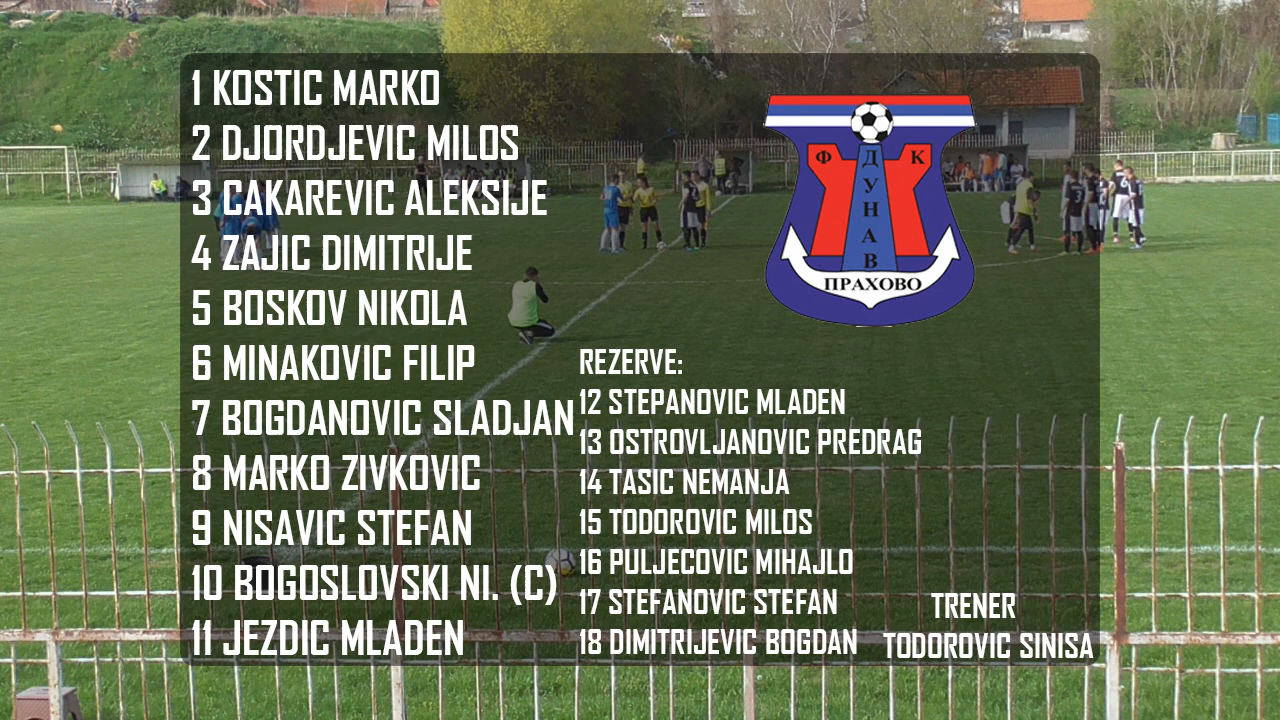 1 KOSTIC MARKO
2 DJORDJEVIC MILOS
3 CAKAREVIC ALEKSIJE
4 ZAJIC DIMITRIJE
5 BOSKOV NIKOLA
6 MINAKOVIC FILIP
7 BOGDANOVIC SLADJAN
8 MARKO ZIVKOVIC
9 NISAVIC STEFAN
10 BOGOSLOVSKI NI. (C)
11 JEZDIC MLADEN
Ф К
ДУНАВ
ПРАХОВО
REZERVE:
12 STEPANOVIC MLADEN
13 OSTROVLJANOVIC PREDRAG
14 TASIC NEMANJA
15 TODOROVIC MILOS
16 PULJECOVIC MIHAJLO
17 STEFANOVIC STEFAN
18 DIMITRIJEVIC BOGDAN
TRENER
TODOROVIC SINISA